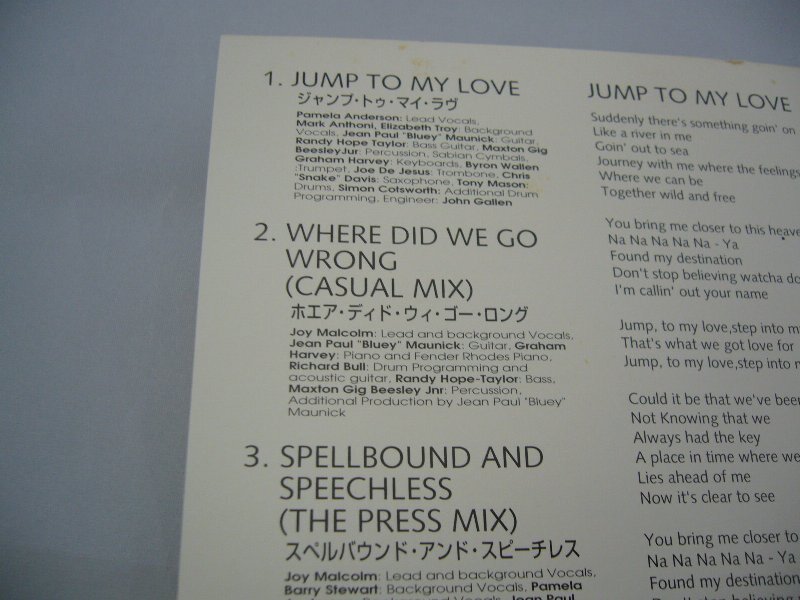 1. JUMP TO MY LOVE
ジャンプ・トゥ・マイ・ラヴ
Pamela Anderson: Lead Vocals,
Mark Anthoni, Elizabeth Troy: Background
Vocals, Jean Paul "Bluey" Maunick: Guitar,
Randy Hope Taylor: Bass Guitar, Maxton Gig
BeesleyJur: Percussion, Sabian Cymbals,
Graham Harvey: Keyboards, Byron Wallen
:Trumpet, Joe De Jesus: Trombone, Chris
"Snake" Davis: Saxophone, Tony Mason:
Drums, Simon Cotsworth: Additional Drum
Programming, Engineer: John Gallen
2. WHERE DID WE GO
WRONG
(CASUAL MIX)
ホエア・ディド・ウィ・ゴー・ロング
Joy Malcolm: Lead and background Vocals,
Jean Paul "Bluey" Maunick: Guitar, Graham
Harvey: Piano and Fender Rhodes Piano,
Richard Bull: Drum Programming and
acoustic guitar, Randy Hope-Taylor: Bass,
Maxton Gig Beesley Jnr: Percussion,
Additional Production by Jean Paul "Bluey"
Maunick
3. SPELLBOUND AND
SPEECHLESS
(THE PRESS MIX)
スペルバウンド・アンド・スピーチレス
Joy Malcolm: Lead and background Vocals,
Barry Stewart: Background Vocals, Pamela
Background Vocals, Jean Paul
JUMP TO MY LOVE
Suddenly there's something goin' on
Like a river in me
Goin' out to sea
Journey with me where the feelings
Where we can be
Together wild and free
You bring me closer to this heave
Na Na Na Na Na - Ya
Found my destination
Don't stop believing watcha do
I'm callin' out your name
Jump, to my love,step into m
That's what we got love for
Jump, to my love,step into
Could it be that we've been
Not Knowing that we
Always had the key
A place in time where we
Lies ahead of me
Now it's clear to see
You bring me closer to
Na Na Na Na Na - Ya
Found my destination
Don't stop believing